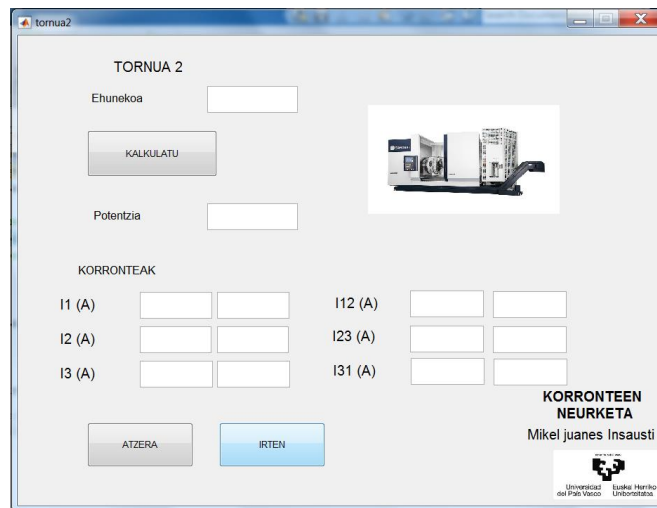 tornua2
TORNUA 2
Ehunekoa
KALKULATU
Potentzia
KORRONTEAK
I1 (A)
I12 (A)
I2 (A)
I23 (A)
I3 (A)
I31 (A)
KORRONTEEN
NEURKETA
Mikel juanes Insausti
ATZERA
IRTEN
Universidad
del País Vasco
Euskal Herriko
Unibertsitatea